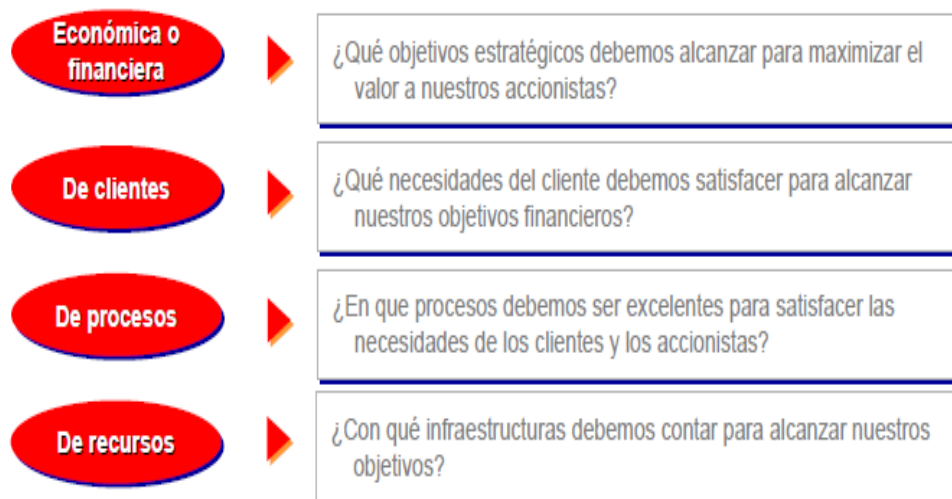 Económica o
financiera
¿Qué objetivos estratégicos debemos alcanzar para maximizar el
valor a nuestros accionistas?
De clientes
¿Qué necesidades del cliente debemos satisfacer para alcanzar
nuestros objetivos financieros?
De procesos
¿En que procesos debemos ser excelentes para satisfacer las
necesidades de los clientes y los accionistas?
De recursos
¿Con qué infraestructuras debemos contar para alcanzar nuestros
objetivos?